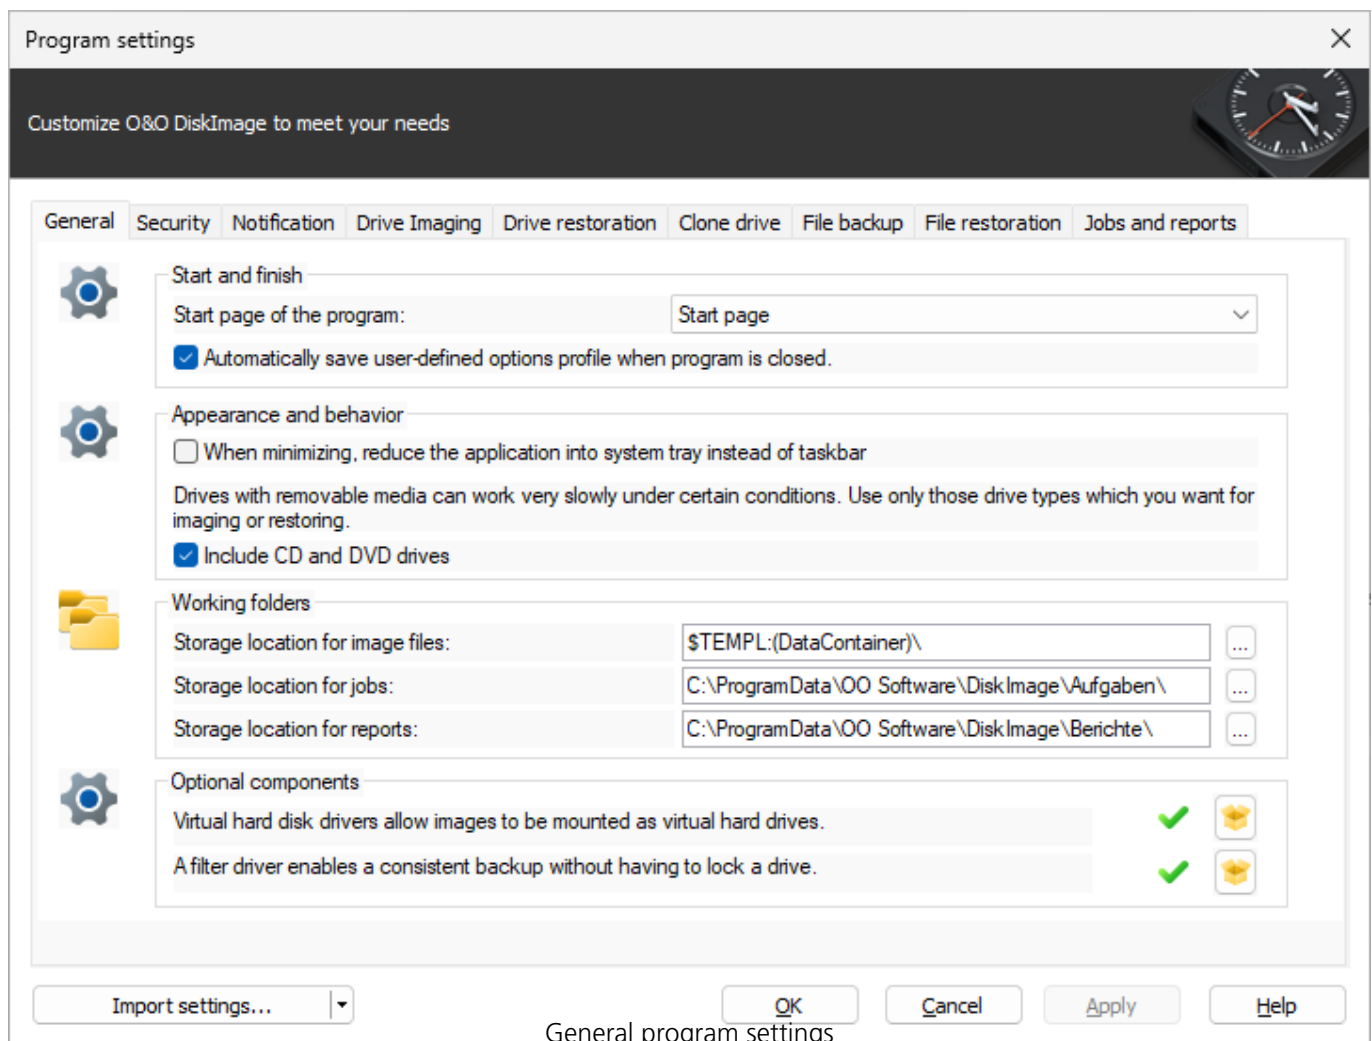 Program settings
Customize O&O DiskImage to meet your needs
General Security Notification Drive Imaging Drive restoration Clone drive File backup File restoration Jobs and reports
Start and finish
Start page of the program: Start page
Automatically save user-defined options profile when program is closed.
Appearance and behavior
When minimizing, reduce the application into system tray instead of taskbar
Drives with removable media can work very slowly under certain conditions. Use only those drive types which you want for
imaging or restoring.
Include CD and DVD drives
Working folders
Storage location for image files: $TEMPL:(DataContainer)\ ...
Storage location for jobs: C:\ProgramData\OO Software\DiskImage\Aufgaben\ ...
Storage location for reports: C:\ProgramData\OO Software\DiskImage\Berichte\ ...
Optional components
Virtual hard disk drivers allow images to be mounted as virtual hard drives.
A filter driver enables a consistent backup without having to lock a drive.
Import settings... OK Cancel Apply Help
General program settings